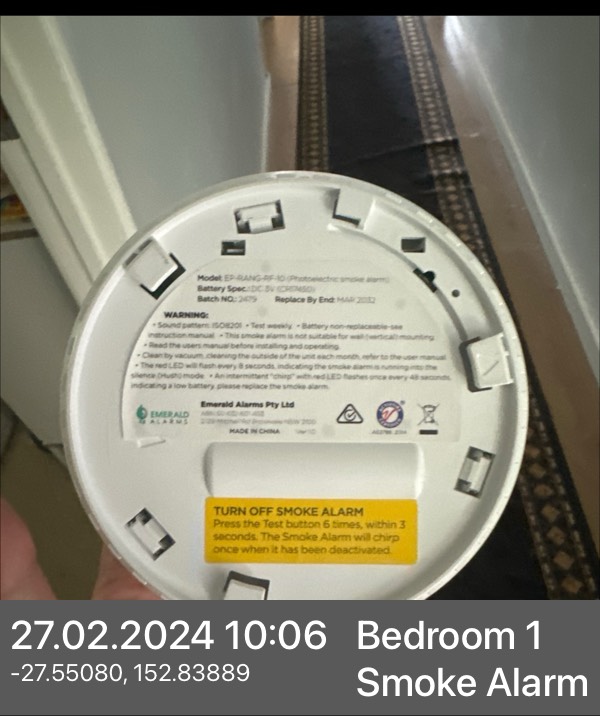 Model: EP-RANG-RF-10 (Photoelectric smoke alarm)
Battery Spec.: DC 3V (CR17450)
Batch NO.: 2479 Replace By End: MAR 2032
WARNING:
• Sound pattern: ISO8201 • Test weekly • Battery non-replaceable-see
instruction manual • This smoke alarm is not suitable for wall (vertical) mounting
• Read the users manual before installing and operating.
• Clean by vacuum, cleaning the outside of the unit each month, refer to the user manual
• The red LED will flash every 8 seconds, indicating the smoke alarm is running into the
silence (Hush) mode • An intermittent "chirp" with red LED flashes once every 48 seconds,
indicating a low battery, please replace the smoke alarm.
EMERALD
ALARMS
Emerald Alarms Pty Ltd
MADE IN CHINA
TURN OFF SMOKE ALARM
Press the Test button 6 times, within 3
seconds. The Smoke Alarm will chirp
once when it has been deactivated.
27.02.2024 10:06
-27.55080, 152.83889
Bedroom 1
Smoke Alarm